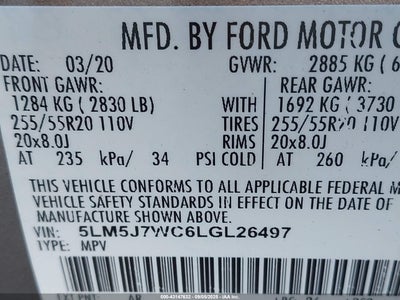 MFD. BY FORD MOTOR
DATE: 03/20 GVWR: 2885 KG
FRONT GAWR: REAR GAWR:
1284 KG ( 2830 LB) WITH 1692 KG ( 3730
255/55R20 110V TIRES 255/55R20 110V
20x8.0J RIMS 20x8.0J
AT 235 kPa/ 34 PSI COLD AT 260 kPa/
THIS VEHICLE CONFORMS TO ALL APPLICABLE FEDERAL
VEHICLE SAFETY STANDARDS IN EFFECT ON THE DATE OF
VIN: 5LM5J7WC6LGL26497
TYPE: MPV